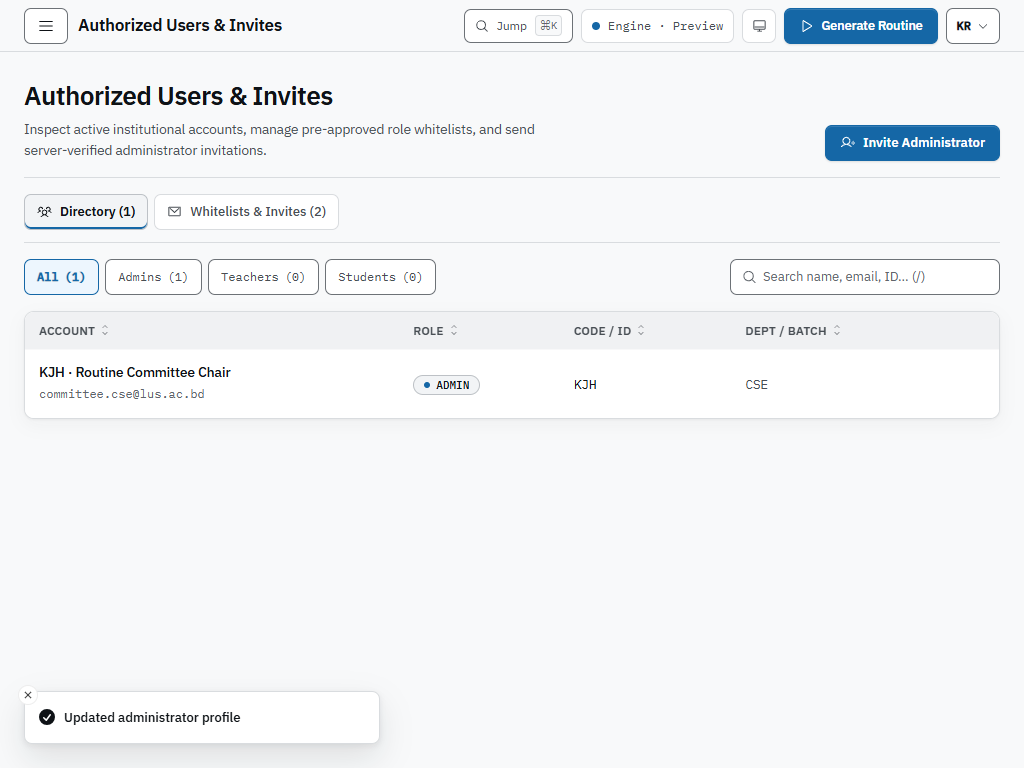 Authorized Users & Invites
Jump ⌘K
Engine · Preview
Generate Routine
KR
Authorized Users & Invites
Inspect active institutional accounts, manage pre-approved role whitelists, and send
server-verified administrator invitations.
Invite Administrator
Directory (1)
Whitelists & Invites (2)
All (1)
Admins (1)
Teachers (0)
Students (0)
Search name, email, ID... (/)
ACCOUNT
ROLE
CODE / ID
DEPT / BATCH
KJH · Routine Committee Chair
committee.cse@lus.ac.bd
ADMIN
KJH
CSE
Updated administrator profile